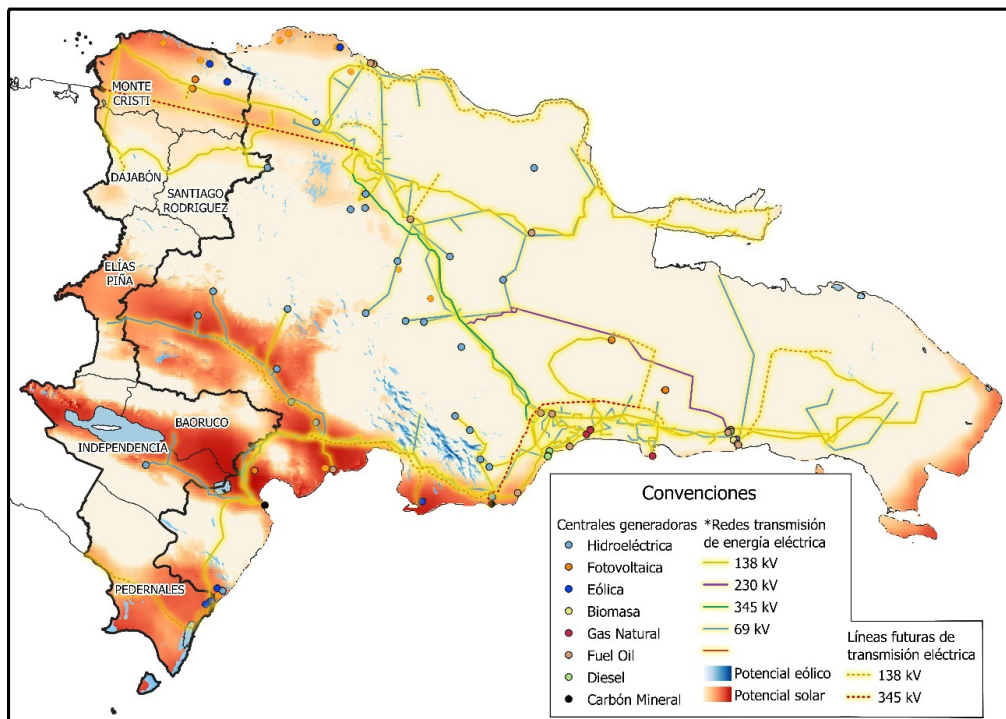 MONTE
CRISTI
DAJABÓN
SANTIAGO
RODRIGUEZ
ELÍAS
PIÑA
BAORUCO
INDEPENDENCIA
PEDERNALES
Convenciones
Centrales generadoras
Hidroeléctrica
Fotovoltaica
Eólica
Biomasa
Gas Natural
Fuel Oil
Diesel
Carbón Mineral
*Redes transmisión
de energía eléctrica
138 kV
230 kV
345 kV
69 kV
Potencial eólico
Potencial solar
Líneas futuras de
transmisión eléctrica
138 kV
345 kV